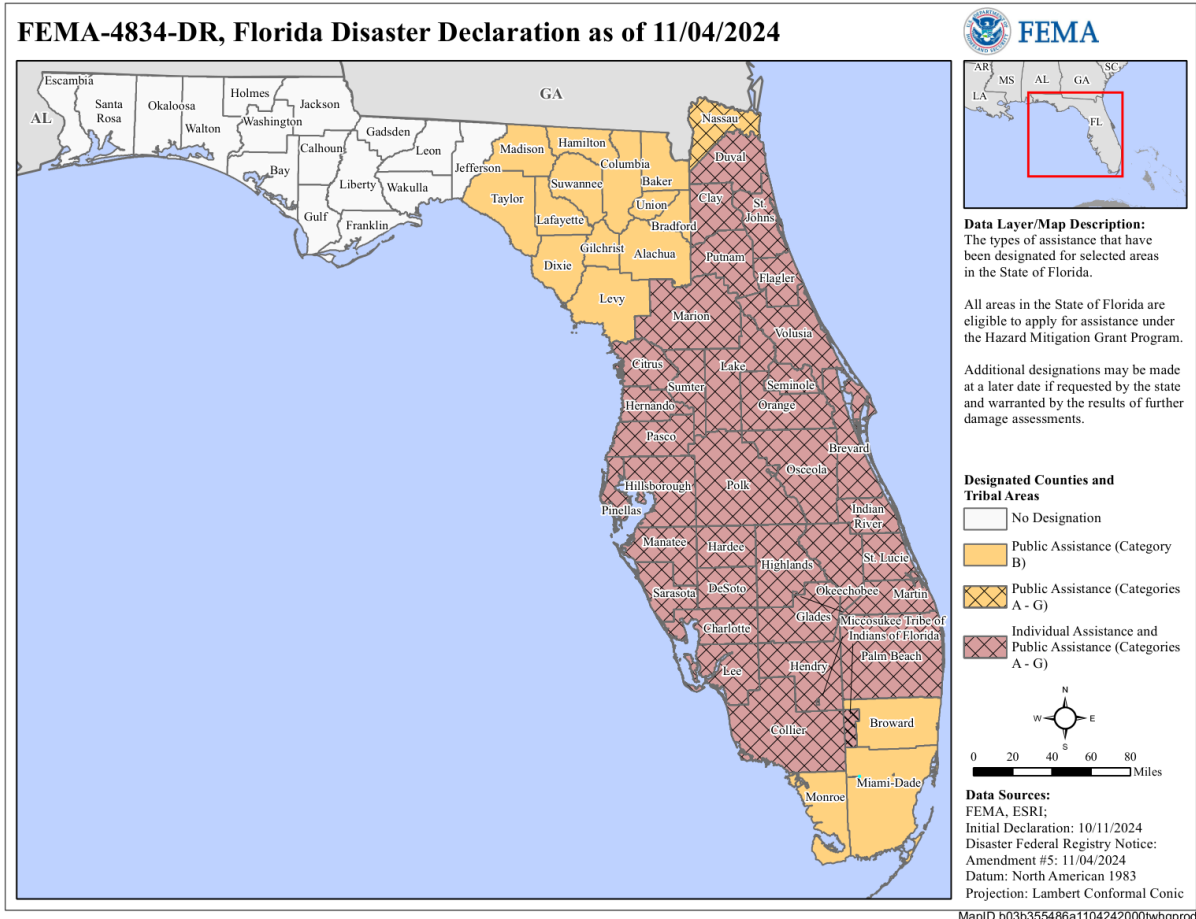 FEMA-4834-DR, Florida Disaster Declaration as of 11/04/2024
FEMA
U.S. DEPARTMENT OF HOMELAND SECURITY
AL
GA
Escambia
Santa
Rosa
Okaloosa
Walton
Holmes
Washington
Jackson
Bay
Calhoun
Gulf
Liberty
Gadsden
Leon
Wakulla
Franklin
Jefferson
Madison
Hamilton
Taylor
Suwannee
Columbia
Baker
Union
Lafayette
Bradford
Gilchrist
Alachua
Dixie
Levy
Nassau
Duval
Clay
St.
Johns
Putnam
Flagler
Marion
Volusia
Citrus
Sumter
Lake
Seminole
Hernando
Orange
Pasco
Brevard
Osceola
Hillsborough
Polk
Pinellas
Indian
River
Manatee
Hardee
Highlands
St. Lucie
Sarasota
DeSoto
Okeechobee
Martin
Charlotte
Glades
Miccosukee Tribe of
Indians of Florida
Palm Beach
Lee
Hendry
Collier
Broward
Monroe
Miami-Dade
AR
MS
AL
GA
SC
LA
FL
Data Layer/Map Description:
The types of assistance that have
been designated for selected areas
in the State of Florida.
All areas in the State of Florida are
eligible to apply for assistance under
the Hazard Mitigation Grant Program.
Additional designations may be made
at a later date if requested by the state
and warranted by the results of further
damage assessments.
Designated Counties and
Tribal Areas
No Designation
Public Assistance (Category
B)
Public Assistance (Categories
A - G)
Individual Assistance and
Public Assistance (Categories
A - G)
N
W
E
S
0 20 40 60 80
Miles
Data Sources:
FEMA, ESRI;
Initial Declaration: 10/11/2024
Disaster Federal Registry Notice:
Amendment #5: 11/04/2024
Datum: North American 1983
Projection: Lambert Conformal Conic
MapID b03b355486a1104242000twhqprod